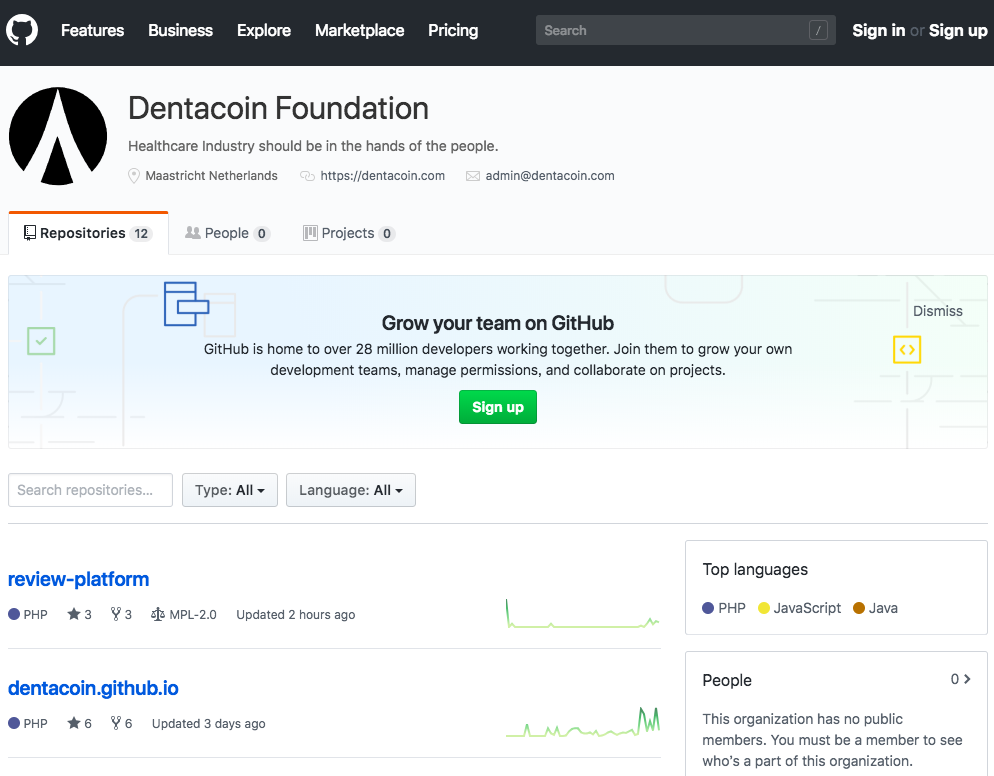 Features Business Explore Marketplace Pricing Search / Sign in or Sign up
Dentacoin Foundation
Healthcare Industry should be in the hands of the people.
Maastricht Netherlands https://dentacoin.com admin@dentacoin.com
Repositories 12 People 0 Projects 0
Dismiss
Grow your team on GitHub
GitHub is home to over 28 million developers working together. Join them to grow your own
development teams, manage permissions, and collaborate on projects.
Sign up
Search repositories... Type: All Language: All
review-platform
PHP 3 3 MPL-2.0 Updated 2 hours ago
dentacoin.github.io
PHP 6 6 Updated 3 days ago
Top languages
PHP JavaScript Java
People 0
This organization has no public
members. You must be a member to see
who's a part of this organization.